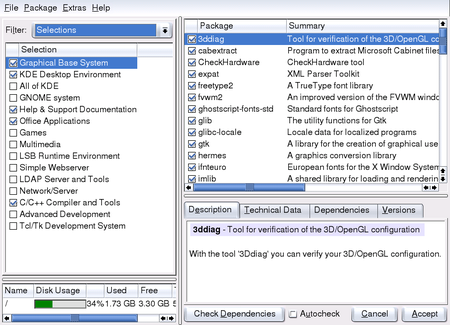 File Package Extras Help
Filter: Selections
Selection
Graphical Base System
KDE Desktop Environment
All of KDE
GNOME system
Help & Support Documentation
Office Applications
Games
Multimedia
LSB Runtime Environment
Simple Webserver
LDAP Server and Tools
Network/Server
C/C++ Compiler and Tools
Advanced Development
Tcl/Tk Development System
Name Disk Usage Used Free
/ 34% 1.73 GB 3.30 GB
Package Summary
3ddiag Tool for verification of the 3D/OpenGL co
cabextract Program to extract Microsoft Cabinet files
CheckHardware CheckHardware tool
expat XML Parser Toolkit
freetype2 A TrueType font library
fvwm2 An improved version of the FVWM windo
ghostscript-fonts-std Standard fonts for Ghostscript
glib The utility functions for Gtk
glibc-locale Locale data for localized programs
gtk A library for the creation of graphical use
hermes A graphics conversion library
ifnteuro European fonts for the X Window System
imlib A shared library for loading and renderin
Description Technical Data Dependencies Versions
3ddiag - Tool for verification of the 3D/OpenGL configuration
With the tool '3Ddiag' you can verify your 3D/OpenGL configuration.
Check Dependencies Autocheck Cancel Accept